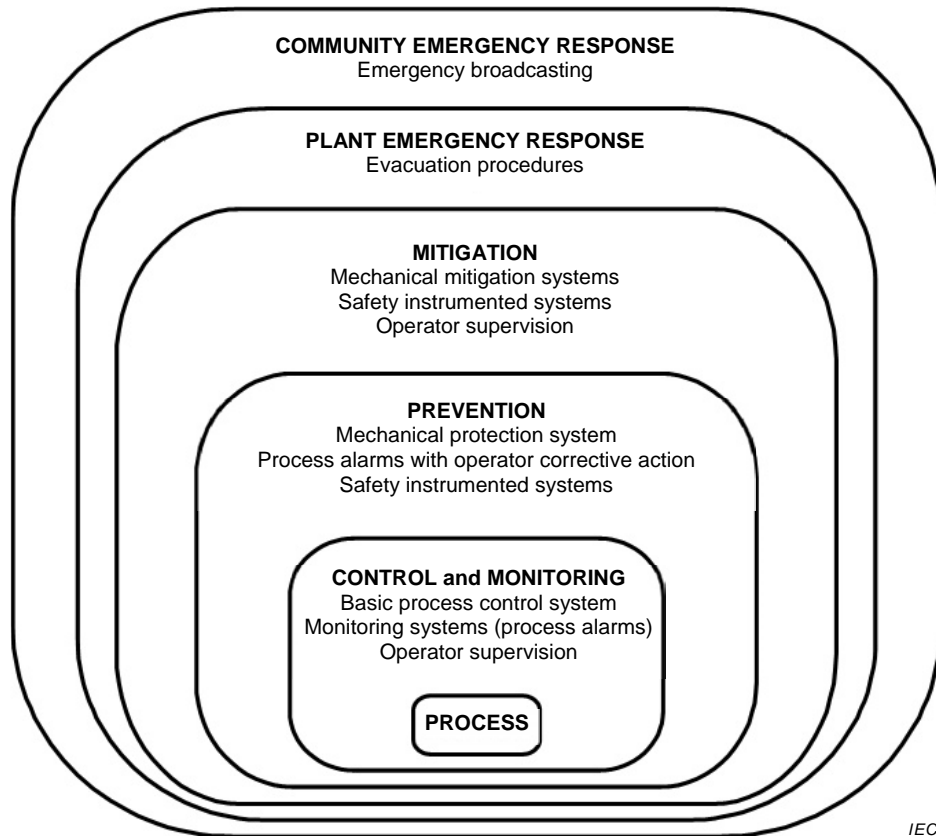 COMMUNITY EMERGENCY RESPONSE
Emergency broadcasting
PLANT EMERGENCY RESPONSE
Evacuation procedures
MITIGATION
Mechanical mitigation systems
Safety instrumented systems
Operator supervision
PREVENTION
Mechanical protection system
Process alarms with operator corrective action
Safety instrumented systems
CONTROL and MONITORING
Basic process control system
Monitoring systems (process alarms)
Operator supervision
PROCESS
IEC